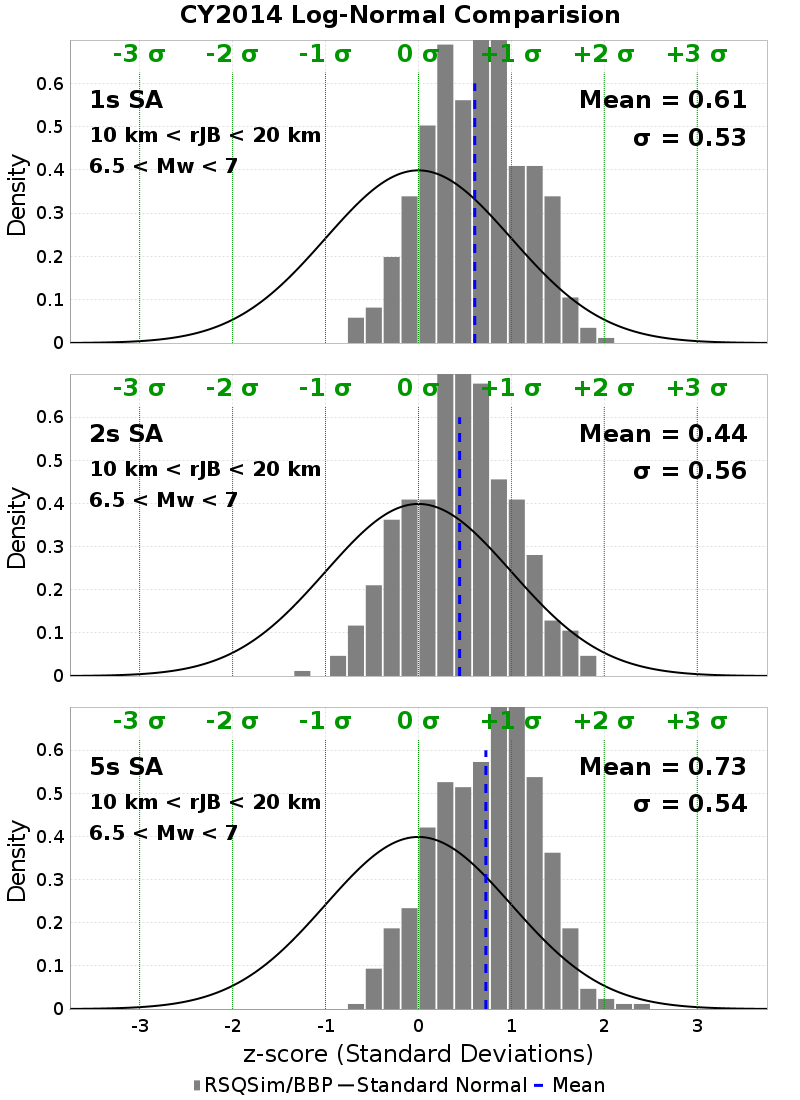 CY2014 Log-Normal Comparision
-3 σ -2 σ -1 σ 0 σ +1 σ +2 σ +3 σ
1s SA
10 km < rJB < 20 km
6.5 < Mw < 7
Mean = 0.61
σ = 0.53
Density
0.6
0.5
0.4
0.3
0.2
0.1
0
-3 σ -2 σ -1 σ 0 σ +1 σ +2 σ +3 σ
2s SA
10 km < rJB < 20 km
6.5 < Mw < 7
Mean = 0.44
σ = 0.56
Density
0.6
0.5
0.4
0.3
0.2
0.1
0
-3 σ -2 σ -1 σ 0 σ +1 σ +2 σ +3 σ
5s SA
10 km < rJB < 20 km
6.5 < Mw < 7
Mean = 0.73
σ = 0.54
Density
0.6
0.5
0.4
0.3
0.2
0.1
0
-3 -2 -1 0 1 2 3
z-score (Standard Deviations)
RSQSim/BBP Standard Normal Mean